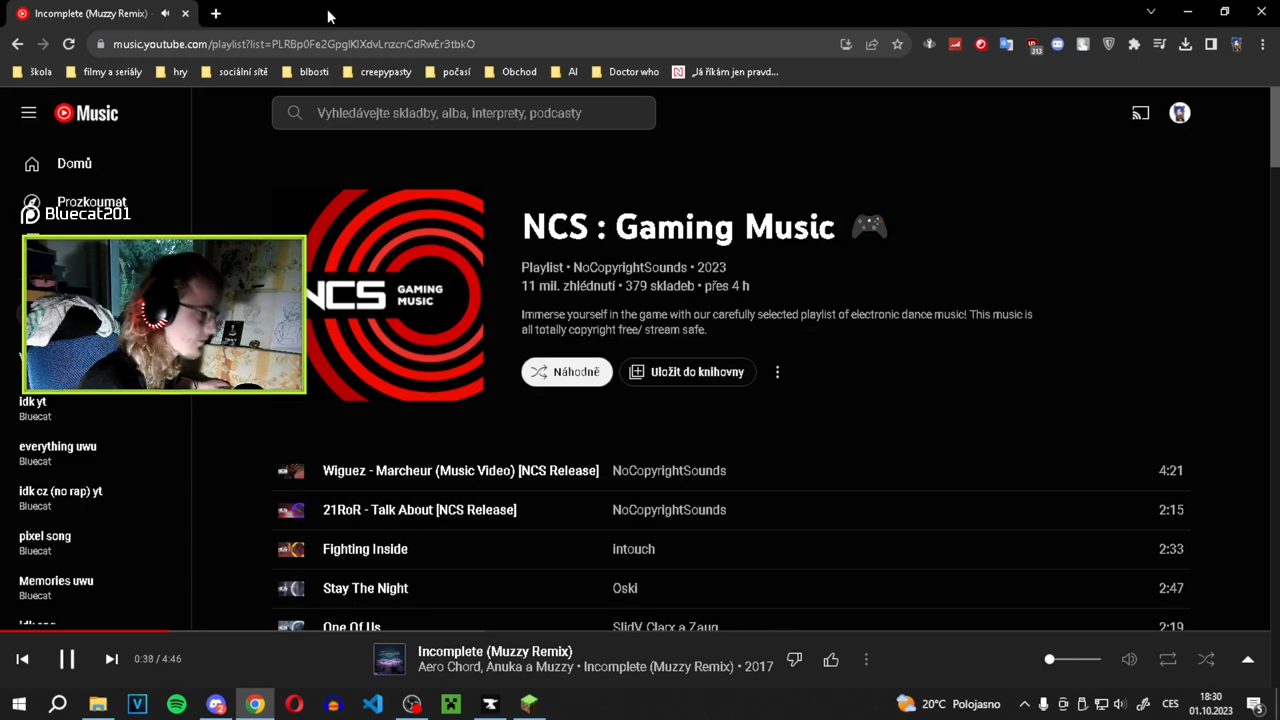 Incomplete (Muzzy Remix)
music.youtube.com/playlist?list=PLRBp0Fe2GpglKlXdvLnzcnCdRwEr3tbkO
313
škola
filmy a seriály
hry
sociální sítě
blbosti
creepypasty
počasí
Obchod
AI
Doctor who
„Já říkám jen pravd...
Music
Vyhledávejte skladby, alba, interprety, podcasty
Domů
Prozkoumat
Bluecat201
NCS
GAMING
MUSIC
NCS : Gaming Music
Playlist • NoCopyrightSounds • 2023
11 mil. zhlédnutí • 379 skladeb • přes 4 h
Immerse yourself in the game with our carefully selected playlist of electronic dance music! This music is
all totally copyright free/ stream safe.
Náhodně
Uložit do knihovny
idk yt
Bluecat
everything uwu
Bluecat
idk cz (no rap) yt
Bluecat
pixel song
Bluecat
Memories uwu
Bluecat
Wiguez - Marcheur (Music Video) [NCS Release] NoCopyrightSounds 4:21
21RoR - Talk About [NCS Release] NoCopyrightSounds 2:15
Fighting Inside intouch 2:33
Stay The Night Oski 2:47
One Of Us SlidV, Clarx a Zaug 2:19
0:38 / 4:46
Incomplete (Muzzy Remix)
Aero Chord, Anuka a Muzzy • Incomplete (Muzzy Remix) • 2017
20°C Polojasno
CES
18:30
01.10.2023
5